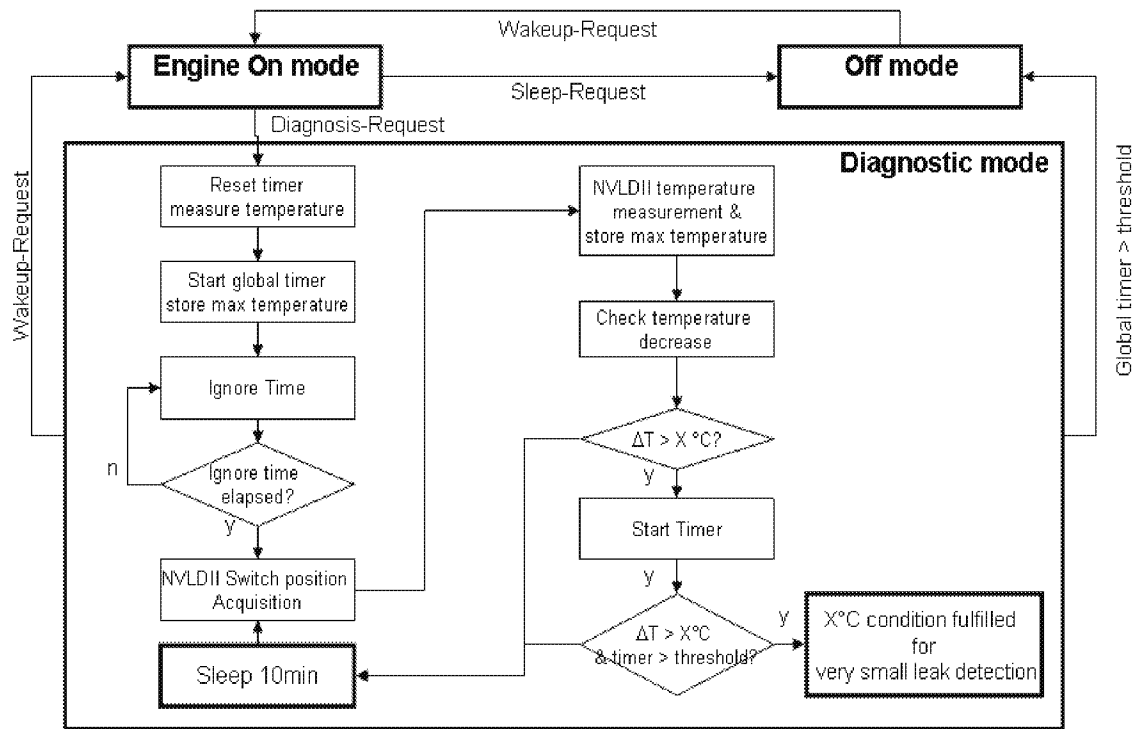 Wakeup-Request
Engine On mode
Off mode
Sleep-Request
Diagnosis-Request
Diagnostic mode
Reset timer
measure temperature
Start global timer
store max temperature
Ignore Time
n
Ignore time
elapsed?
y
NVLDII Switch position
Acquisition
Sleep 10min
NVLDII temperature
measurement &
store max temperature
Check temperature
decrease
ΔT > X °C?
y
Start Timer
y
ΔT > X°C
& timer > threshold?
y
X°C condition fulfilled
for
very small leak detection
Wakeup-Request
Global timer > threshold